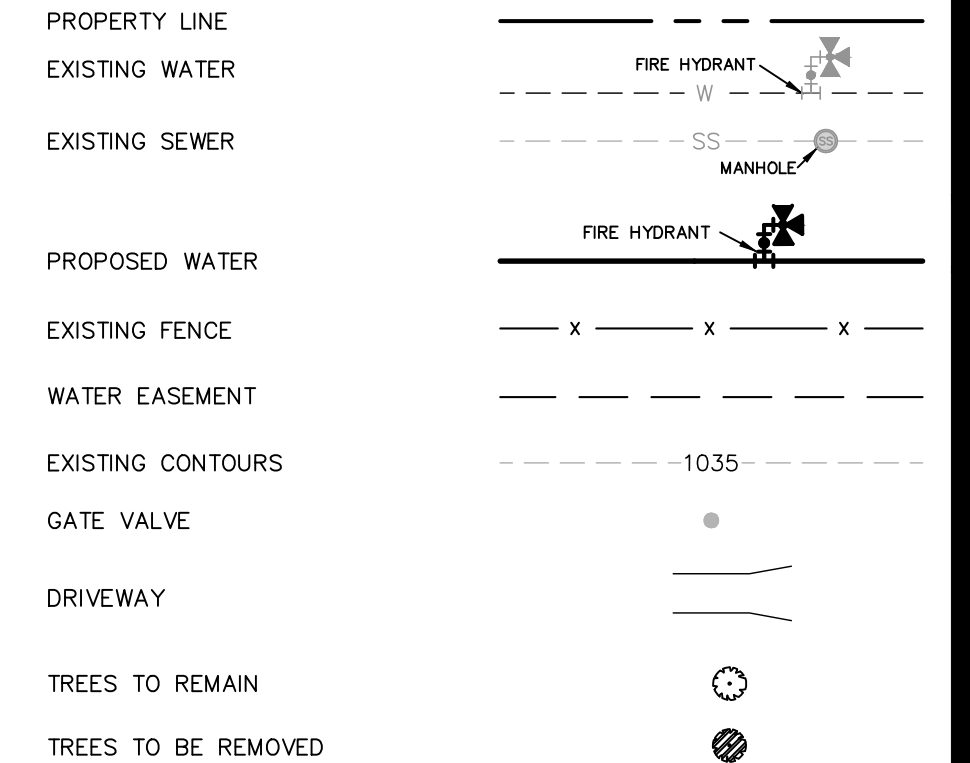 PROPERTY LINE
EXISTING WATER
FIRE HYDRANT
W
EXISTING SEWER
SS
SS
MANHOLE
FIRE HYDRANT
PROPOSED WATER
EXISTING FENCE
X X X
WATER EASEMENT
EXISTING CONTOURS
1035
GATE VALVE
DRIVEWAY
TREES TO REMAIN
TREES TO BE REMOVED